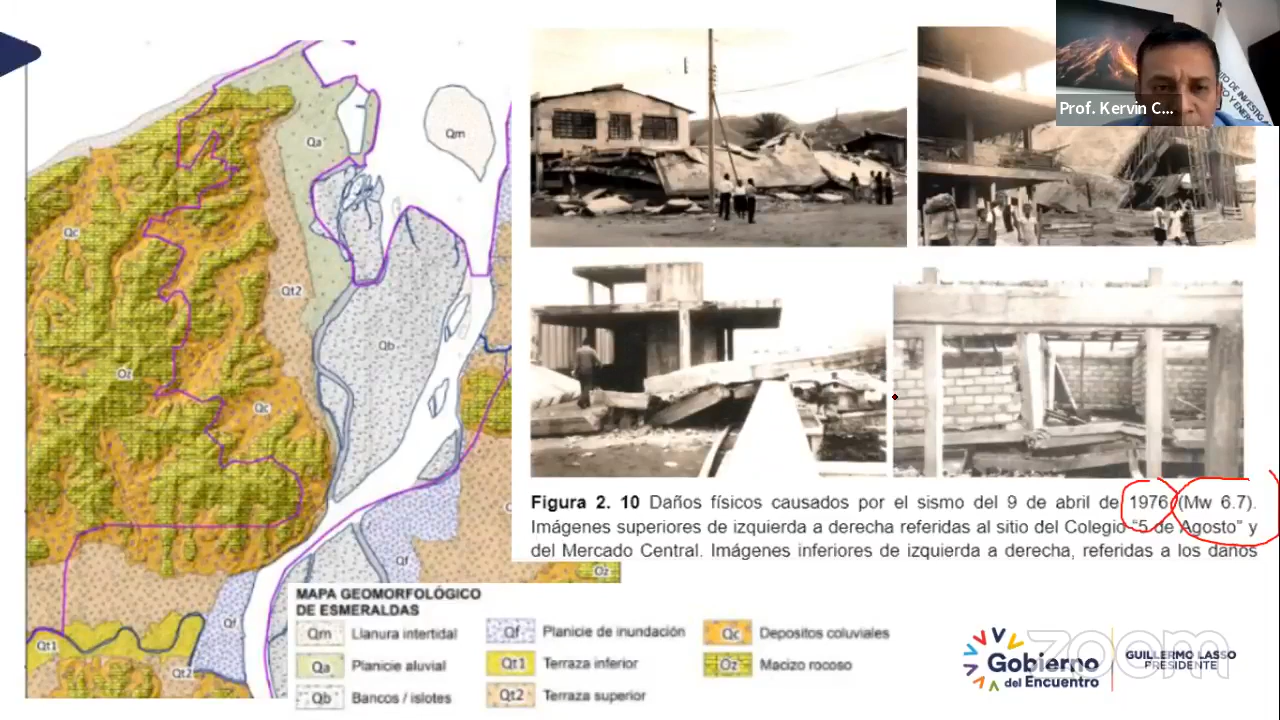 Qm
Qa
Qc
Qt2
Qb
Oz
Qc
Qf
Oz
Qf
Qt1
Qt2
Prof. Kervin C...
Figura 2. 10 Daños físicos causados por el sismo del 9 de abril de 1976 (Mw 6.7).
Imágenes superiores de izquierda a derecha referidas al sitio del Colegio “5 de Agosto” y
del Mercado Central. Imágenes inferiores de izquierda a derecha, referidas a los daños
MAPA GEOMORFOLÓGICO
DE ESMERALDAS
Qm Llanura intertidal
Qa Planicie aluvial
Qb Bancos / islotes
Qf Planicie de inundación
Qt1 Terraza inferior
Qt2 Terraza superior
Qc Depositos coluviales
Oz Macizo rocoso
Gobierno
del Encuentro
GUILLERMO LASSO
PRESIDENTE
zoom